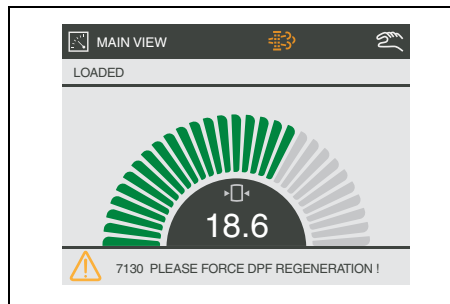 MAIN VIEW
LOADED
18.6
7130 PLEASE FORCE DPF REGENERATION !